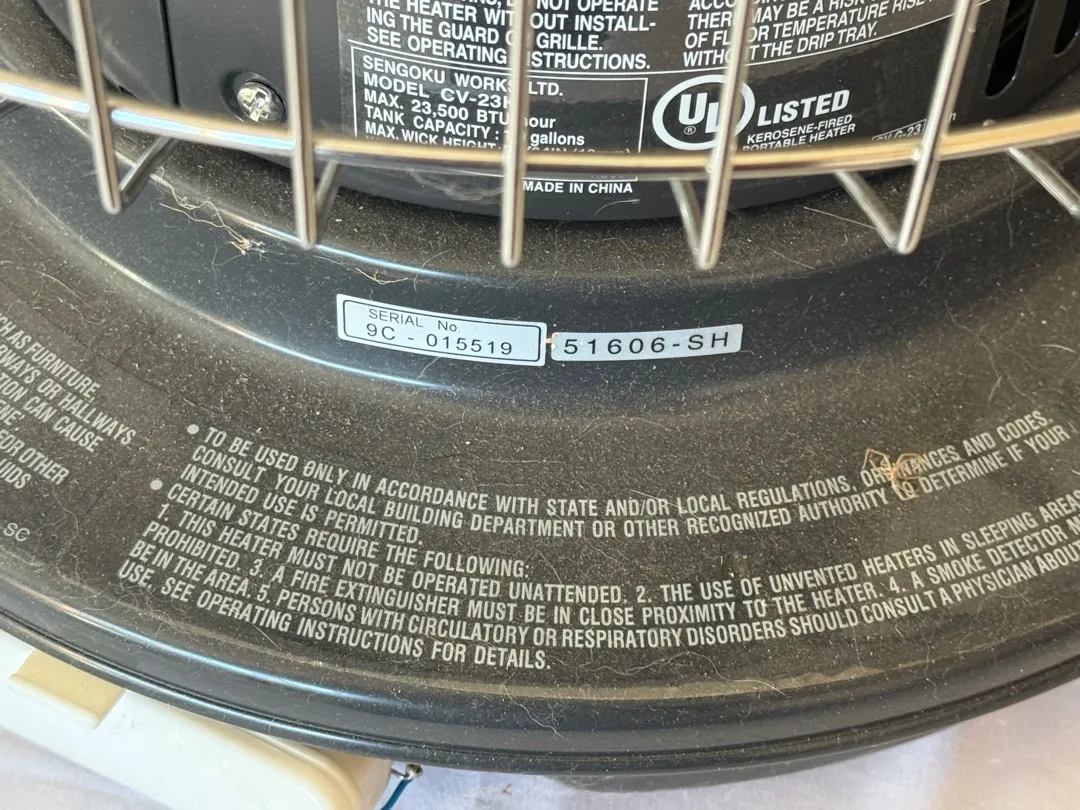 DO NOT OPERATE
THE HEATER WITHOUT INSTALL-
ING THE GUARD GRILLE.
SEE OPERATING INSTRUCTIONS.
MAY BE A RISK
OF FLOOR TEMPERATURE RISE
WITHOUT THE DRIP TRAY.
SENGOKU WORKS LTD.
MODEL CV-23K
MAX. 23,500 BTU/hour
TANK CAPACITY : gallons
MAX. WICK HEIGHT
UL
®
LISTED
KEROSENE-FIRED
PORTABLE HEATER
MADE IN CHINA
SERIAL No.
9C - 015519
51606-SH
AS FURNITURE,
OR HALLWAYS
CAN CAUSE
FOR OTHER
SC
• TO BE USED ONLY IN ACCORDANCE WITH STATE AND/OR LOCAL REGULATIONS, ORDINANCES AND CODES.
CONSULT YOUR LOCAL BUILDING DEPARTMENT OR OTHER RECOGNIZED AUTHORITY TO DETERMINE IF YOUR
INTENDED USE IS PERMITTED.
• CERTAIN STATES REQUIRE THE FOLLOWING:
1. THIS HEATER MUST NOT BE OPERATED UNATTENDED. 2. THE USE OF UNVENTED HEATERS IN SLEEPING AREAS
PROHIBITED. 3. A FIRE EXTINGUISHER MUST BE IN CLOSE PROXIMITY TO THE HEATER. 4. A SMOKE DETECTOR
BE IN THE AREA. 5. PERSONS WITH CIRCULATORY OR RESPIRATORY DISORDERS SHOULD CONSULT A PHYSICIAN ABOUT
USE. SEE OPERATING INSTRUCTIONS FOR DETAILS.